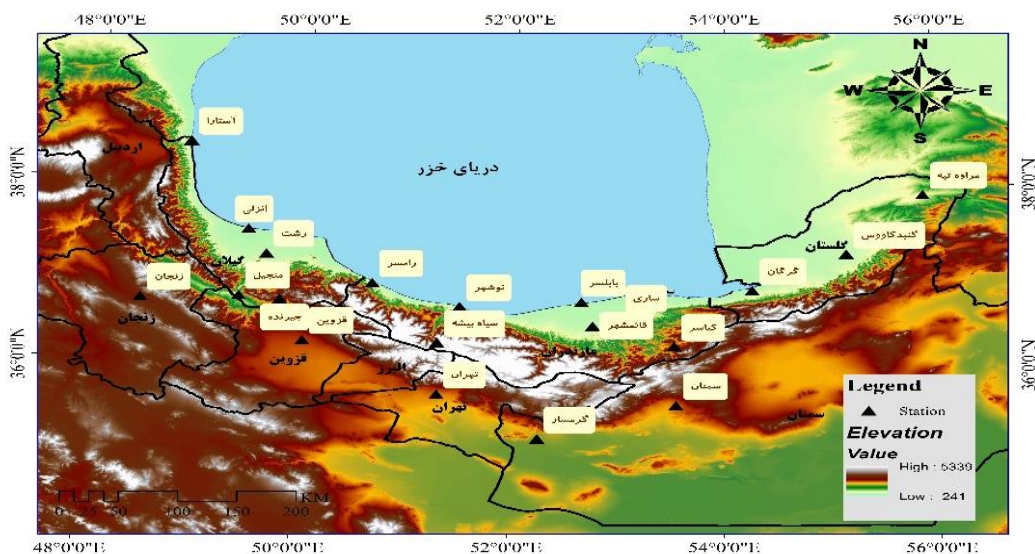 48°0'0"E 50°0'0"E 52°0'0"E 54°0'0"E 56°0'0"E
N
W E
S
آستارا
اردبیل
38°0'0"N
دریای خزر
38°0'0"N
مراوه تپه
انزلی
رشت
گنبدکاووس
گلستان
گیلان
رامسر
زنجان
منجیل
گرگان
نوشهر
بابلسر
ساری
زنجان
جیرنده
قزوین
سیاه بیشه
قائمشهر
کیاسر
مازندران
36°0'0"N
قزوین
البرز
تهران
36°0'0"N
سمنان
تهران
گرمسار
سمنان
Legend
Station
Elevation
Value
High : 5339
Low : 241
0 25 50 100 150 200 KM
48°0'0"E 50°0'0"E 52°0'0"E 54°0'0"E 56°0'0"E